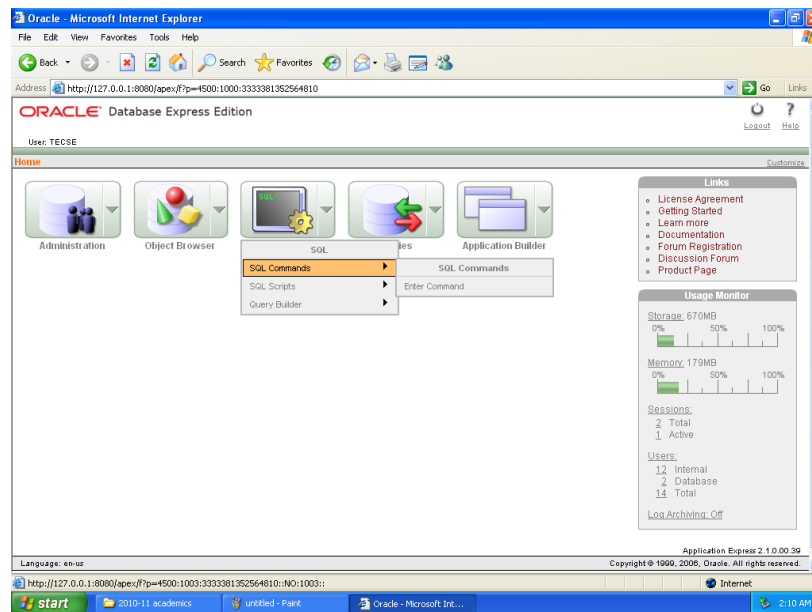 Oracle - Microsoft Internet Explorer
File Edit View Favorites Tools Help
Back Search Favorites
Address http://127.0.0.1:8080/apex/f?p=4500:1000:3333381352564810 Go Links
ORACLE Database Express Edition
Logout Help
User: TECSE
Home Customize
Administration Object Browser ies Application Builder
SQL
SQL
SQL Commands SQL Commands
SQL Scripts Enter Command
Query Builder
Links
License Agreement
Getting Started
Learn more
Documentation
Forum Registration
Discussion Forum
Product Page
Usage Monitor
Storage: 670MB
0% 50% 100%
Memory: 179MB
0% 50% 100%
Sessions:
2 Total
1 Active
Users:
12 Internal
2 Database
14 Total
Log Archiving: Off
Application Express 2.1.0.00.39
Language: en-us Copyright © 1999, 2006, Oracle. All rights reserved.
http://127.0.0.1:8080/apex/f?p=4500:1003:3333381352564810::NO:1003:: Internet
start 2010-11 academics untitled - Paint Oracle - Microsoft Int... 2:10 AM